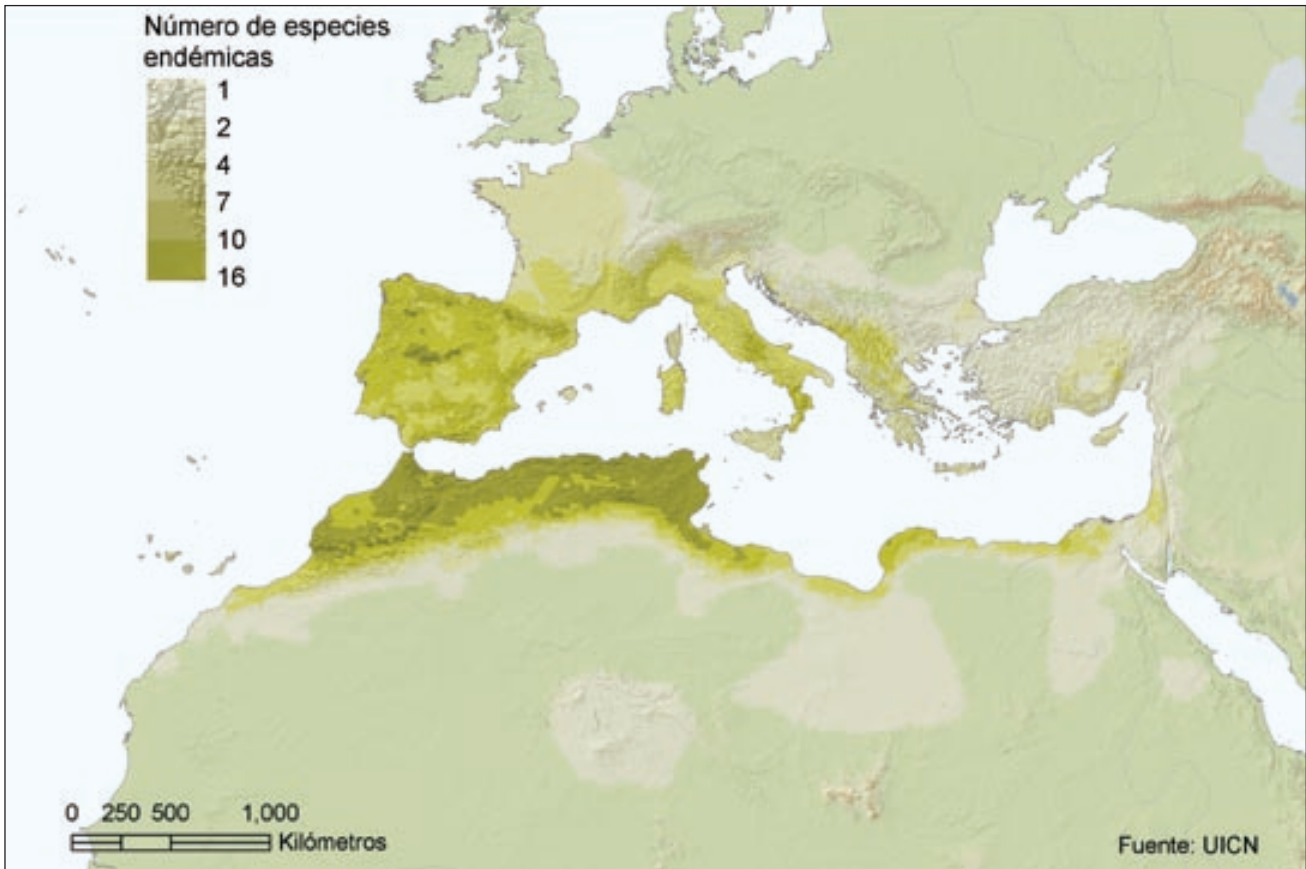 Número de especies
endémicas
1
2
4
7
10
16
0 250 500 1,000
Kilómetros
Fuente: UICN